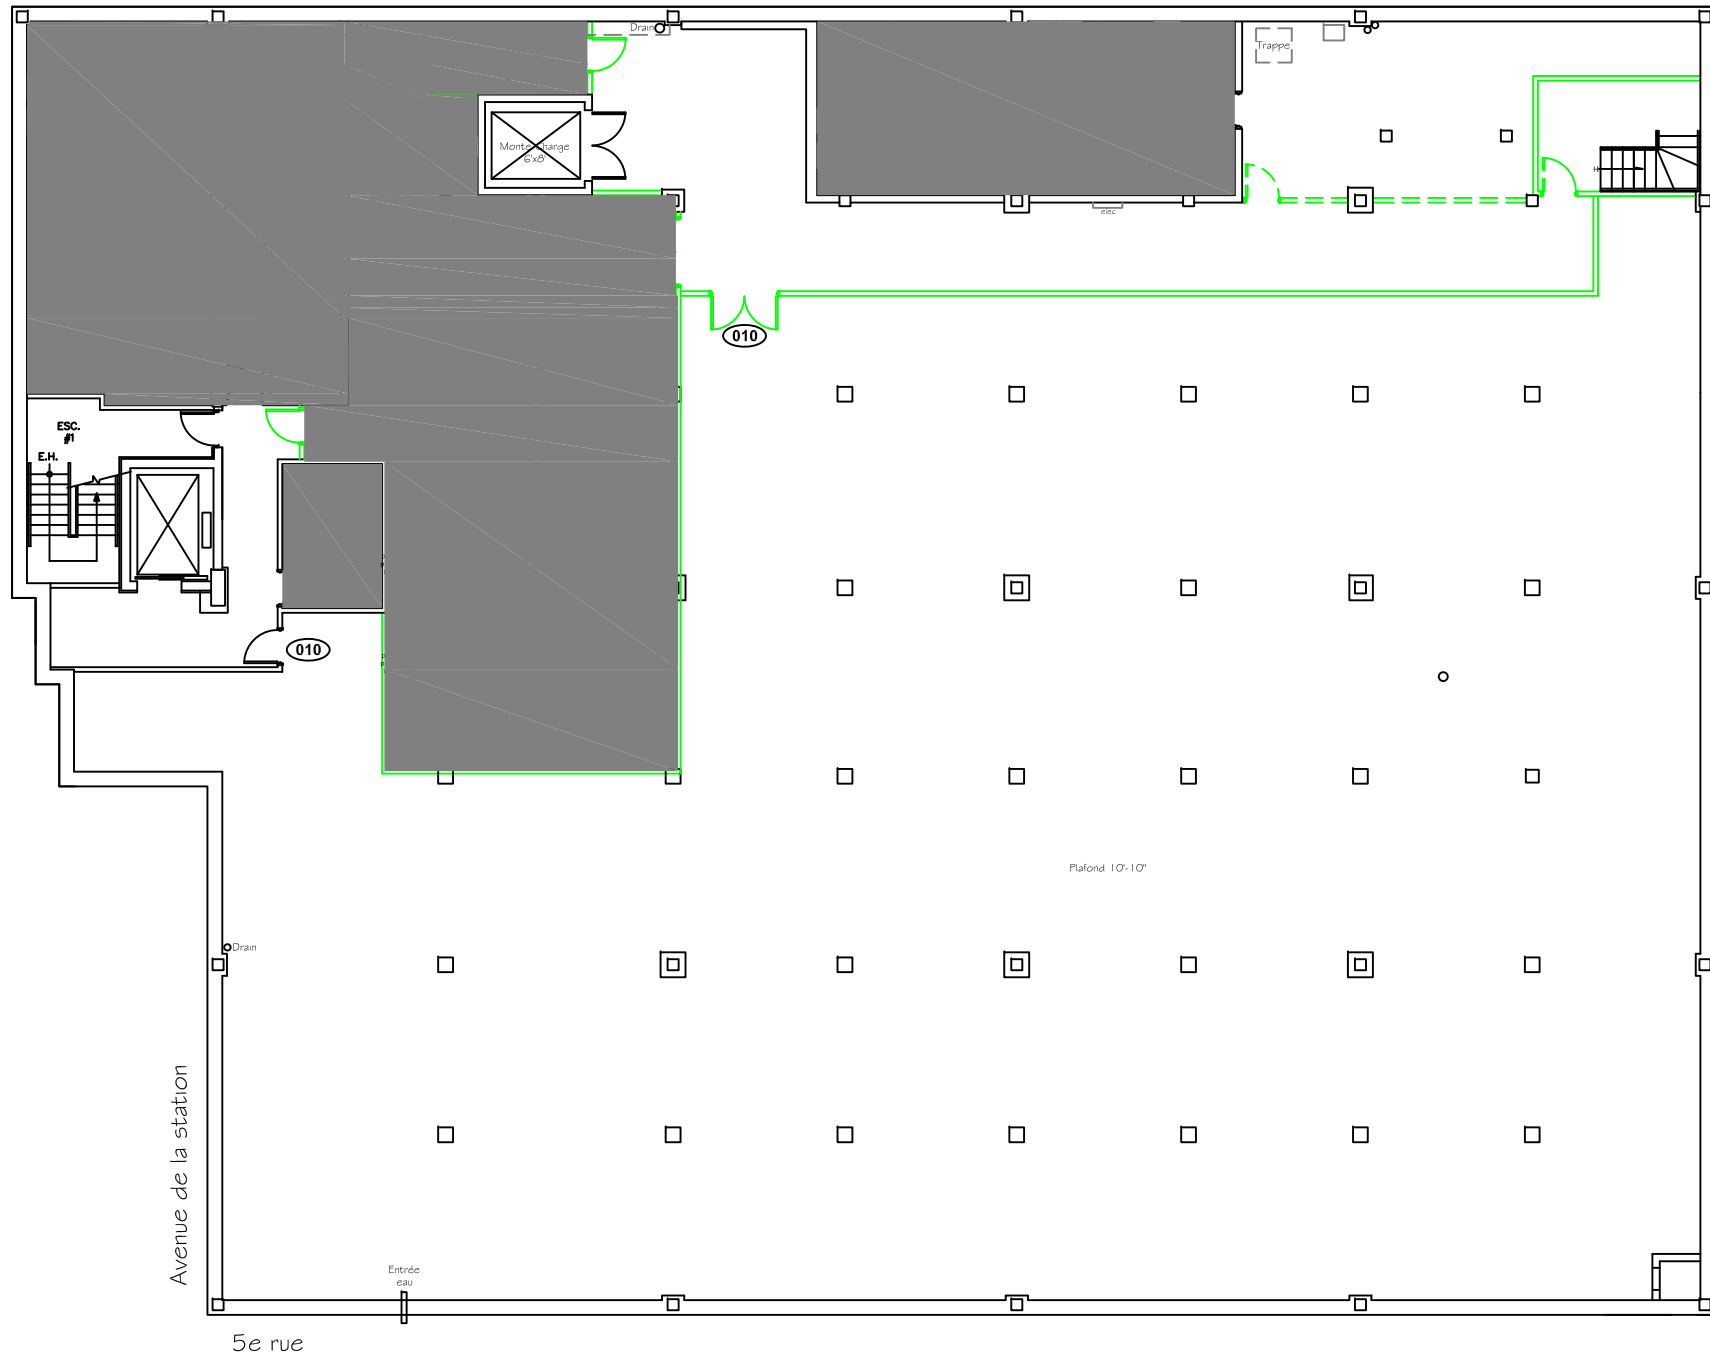 Drain
Trappe
Monte Charge
6'x8'
elec
010
ESC.
#1
E.H.
010
Plafond 10'-10"
Drain
Avenue de la station
Entrée
eau
5e rue